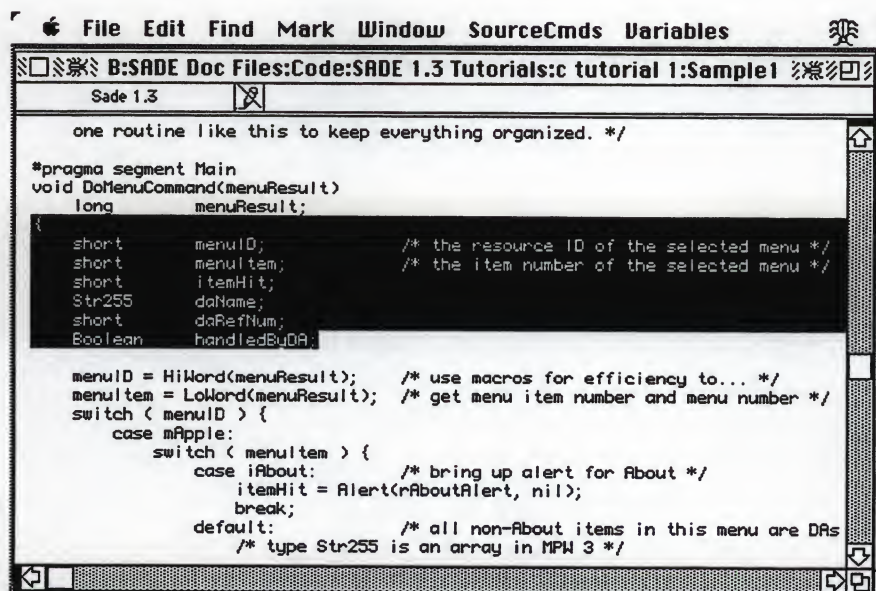 File Edit Find Mark Window SourceCmds Variables
B:SADE Doc Files:Code:SADE 1.3 Tutorials:c tutorial 1:Sample1
Sade 1.3
one routine like this to keep everything organized. */
#pragma segment Main
void DoMenuCommand(menuResult)
long menuResult;
{
short menuID; /* the resource ID of the selected menu */
short menuItem; /* the item number of the selected menu */
short itemHit;
Str255 daName;
short daRefNum;
Boolean handledByDA;
menuID = HiWord(menuResult); /* use macros for efficiency to... */
menuItem = LoWord(menuResult); /* get menu item number and menu number */
switch ( menuID ) {
case mApple:
switch ( menuItem ) {
case iAbout: /* bring up alert for About */
itemHit = Alert(rAboutAlert, nil);
break;
default: /* all non-About items in this menu are DAs
/* type Str255 is an array in MPW 3 */